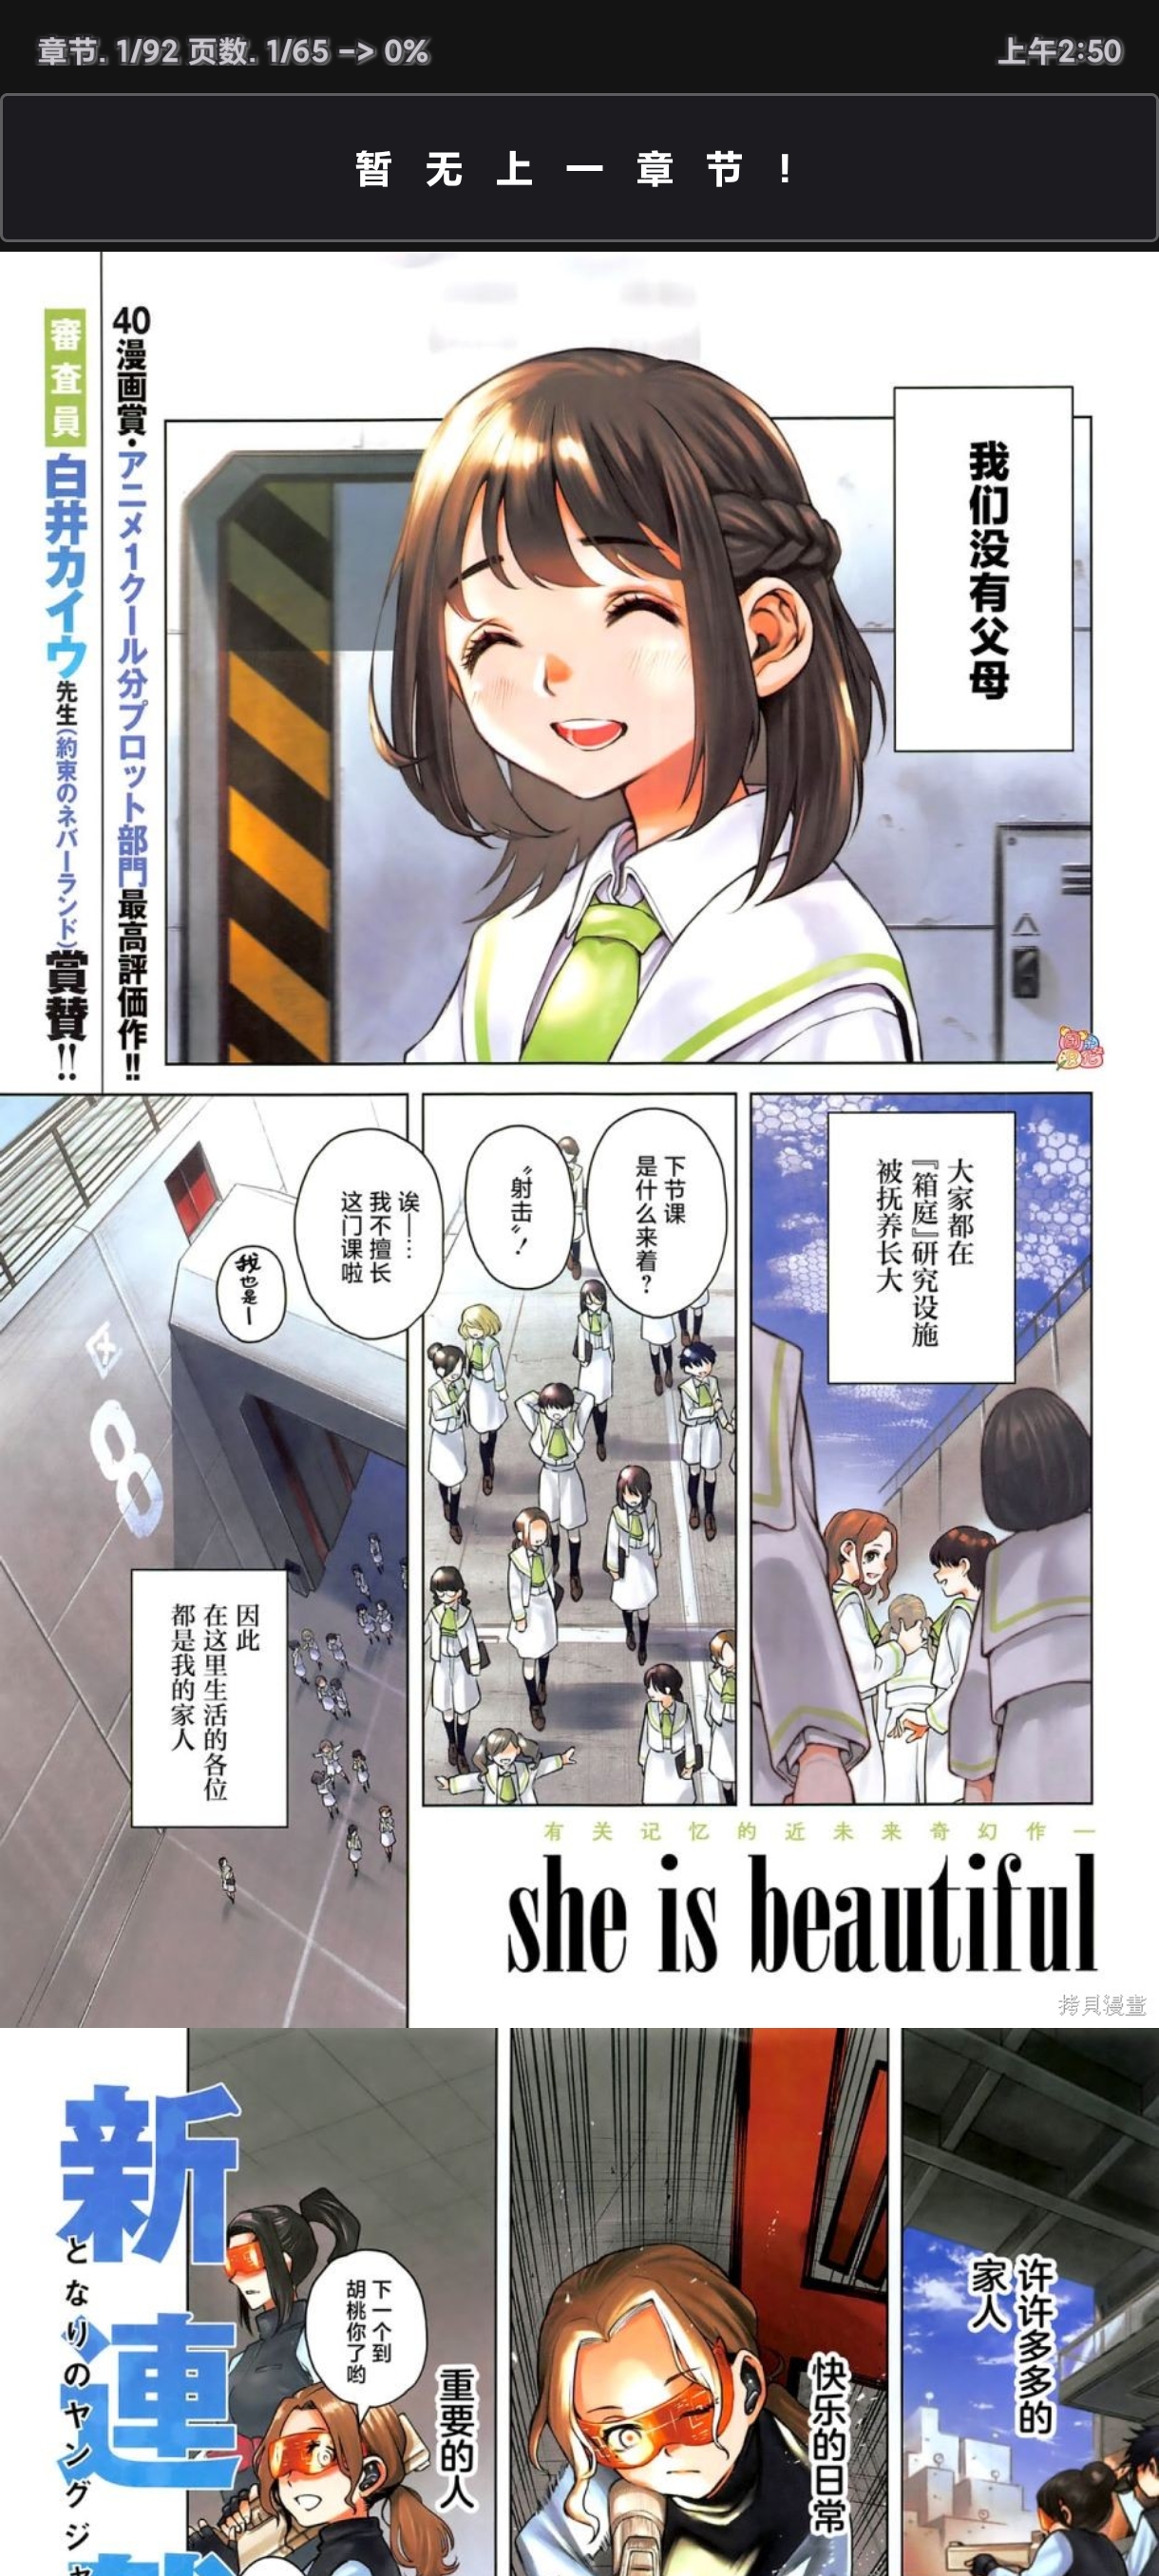 章节. 1/92 页数. 1/65 –> 0%
上午2:50
暂无上一章节！
我们没有父母
40漫画賞・アニメ1クール分プロット部門最高評価作!!
審査員白井カイウ先生(約束のネバーランド)賞賛!!
大家都在
『箱庭』研究设施
被抚养长大
下节课
是什么来着？
〝射击〞！
诶——…
我不擅长
这门课啦
我也是—
因此
在这里生活的各位
都是我的家人
48
有关记忆的近未来奇幻作—
she is beautiful
拷貝漫畫
许许多多的
家人
快乐的日常
重要的人
下一个到
胡桃你了哟
新連
となりのヤングジ